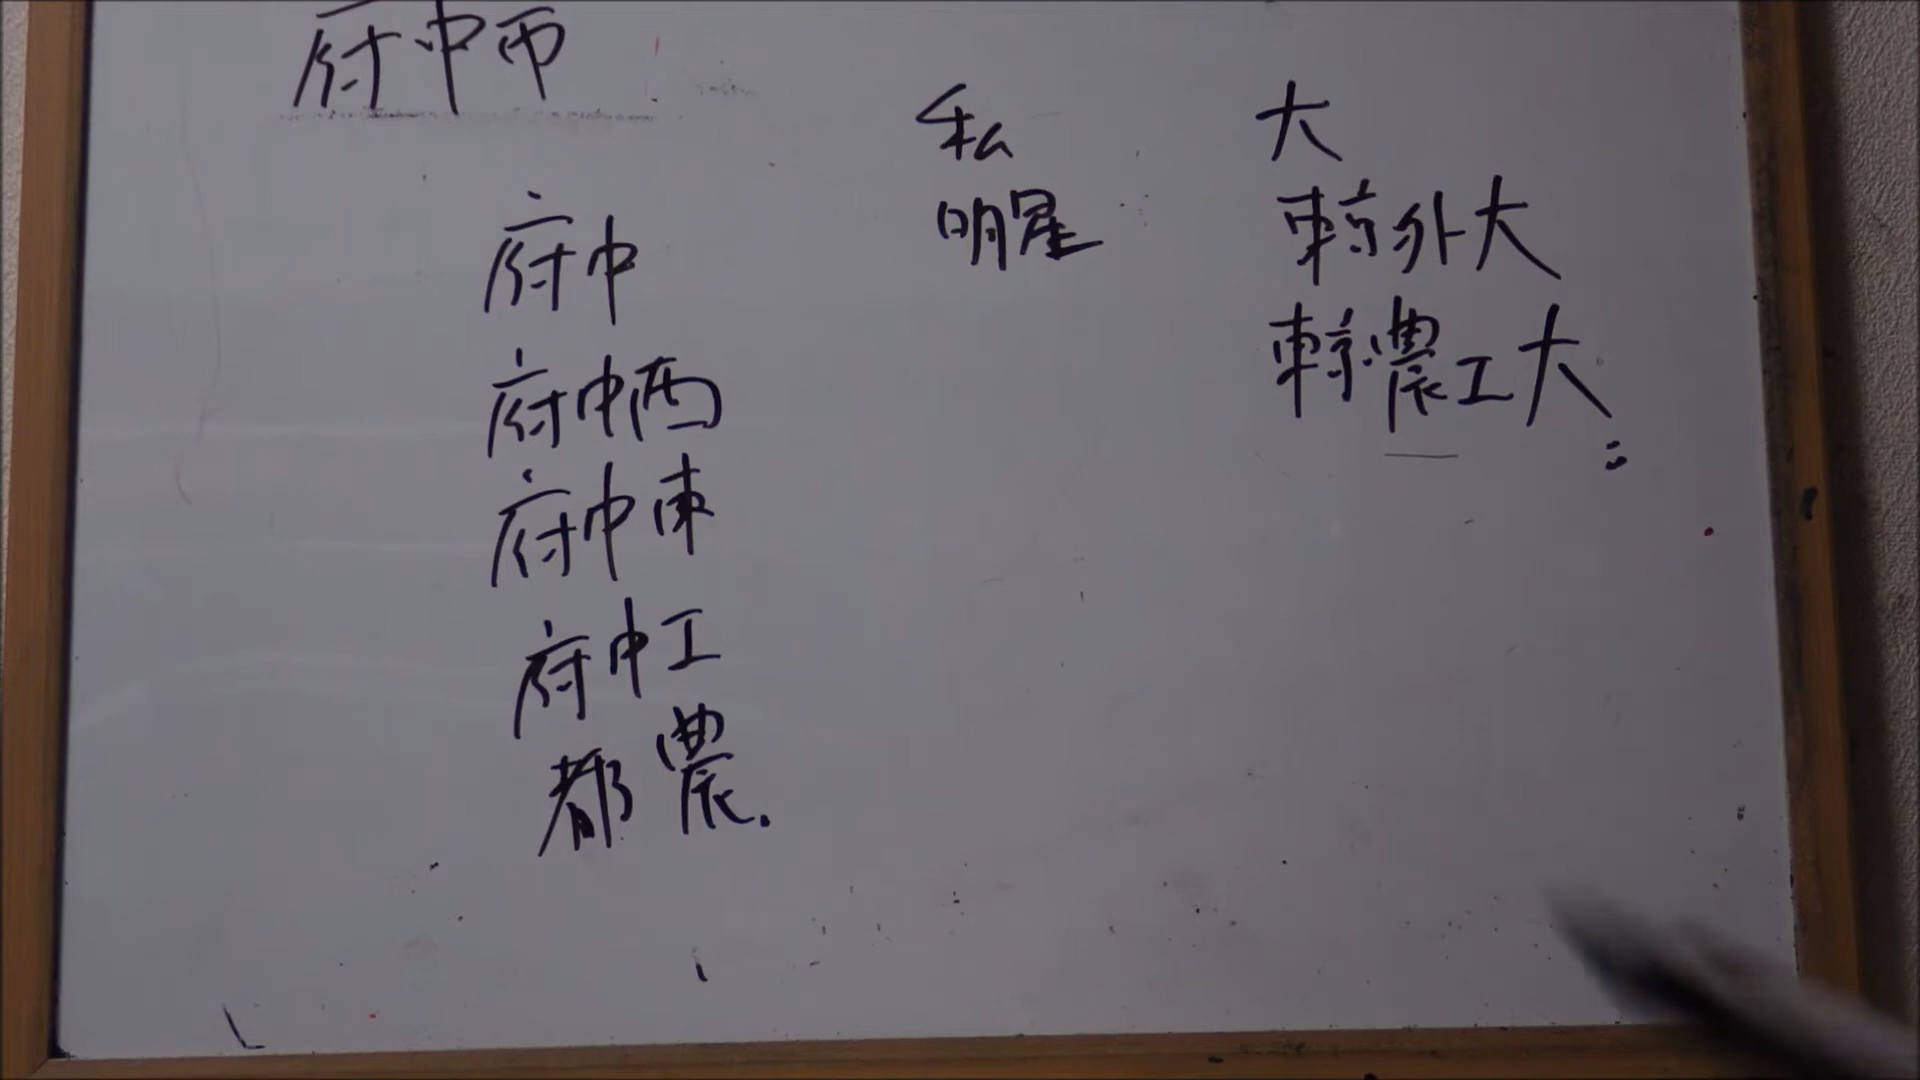 府中市
府中
府中西
府中東
府中工
都農.
私
明星
大
東京外大
東京農工大